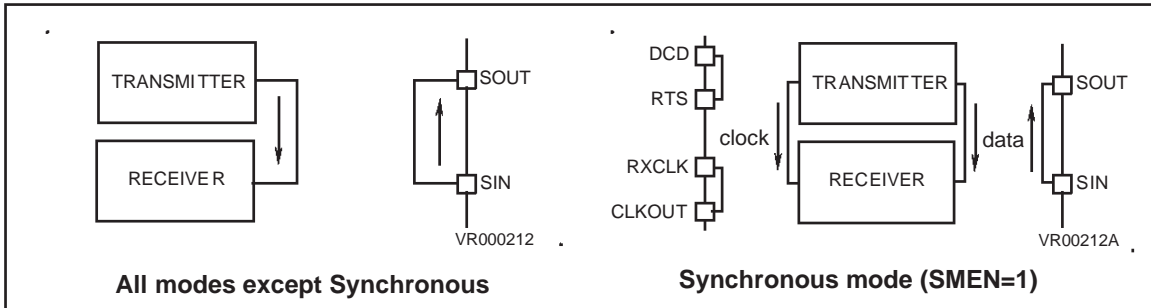 TRANSMITTER
RECEIVER
SOUT
SIN
VR000212
All modes except Synchronous
DCD
RTS
RXCLK
CLKOUT
clock
TRANSMITTER
RECEIVER
data
SOUT
SIN
VR00212A
Synchronous mode (SMEN=1)